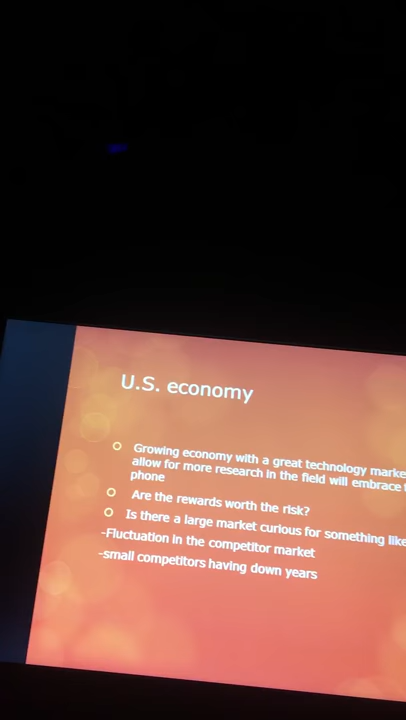 U.S. economy
Growing economy with a great technology marke
allow for more research in the field will embrace
phone
Are the rewards worth the risk?
Is there a large market curious for something like
-Fluctuation in the competitor market
-small competitors having down years